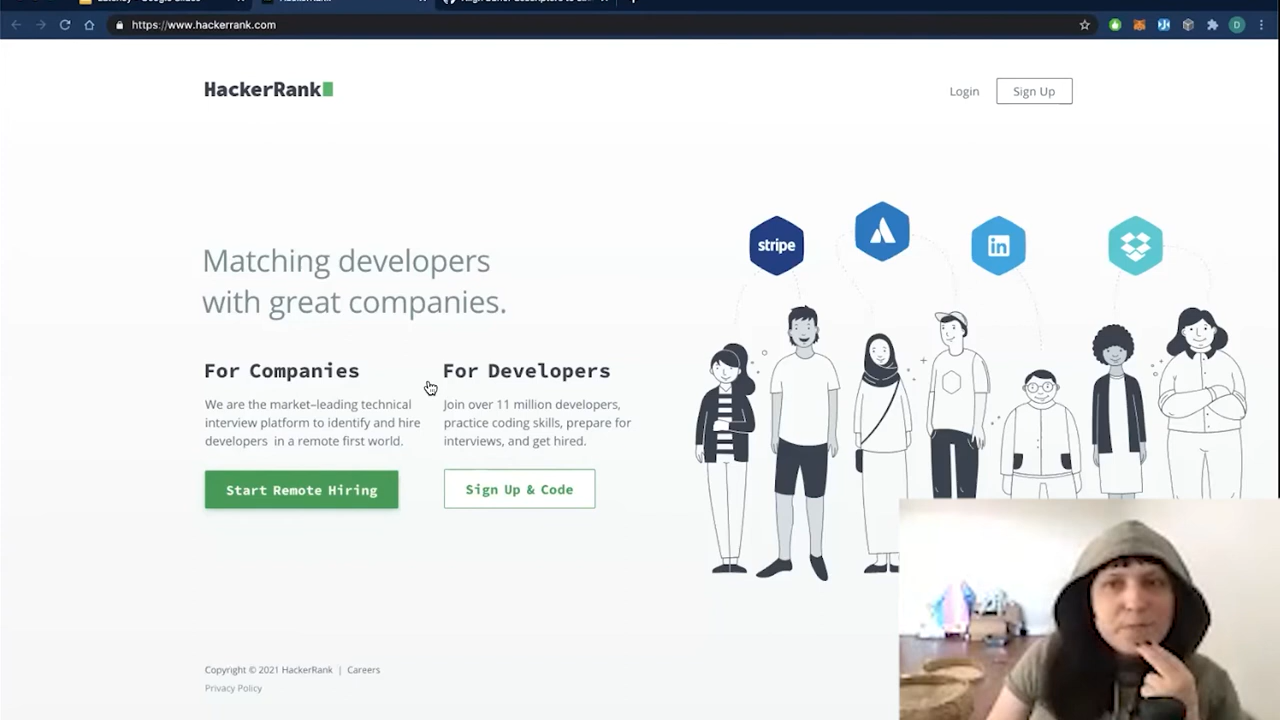 https://www.hackerrank.com
D
HackerRank
Login
Sign Up
stripe
in
Matching developers
with great companies.
For Companies
For Developers
We are the market–leading technical
interview platform to identify and hire
developers in a remote first world.
Join over 11 million developers,
practice coding skills, prepare for
interviews, and get hired.
Start Remote Hiring
Sign Up & Code
Copyright © 2021 HackerRank | Careers
Privacy Policy